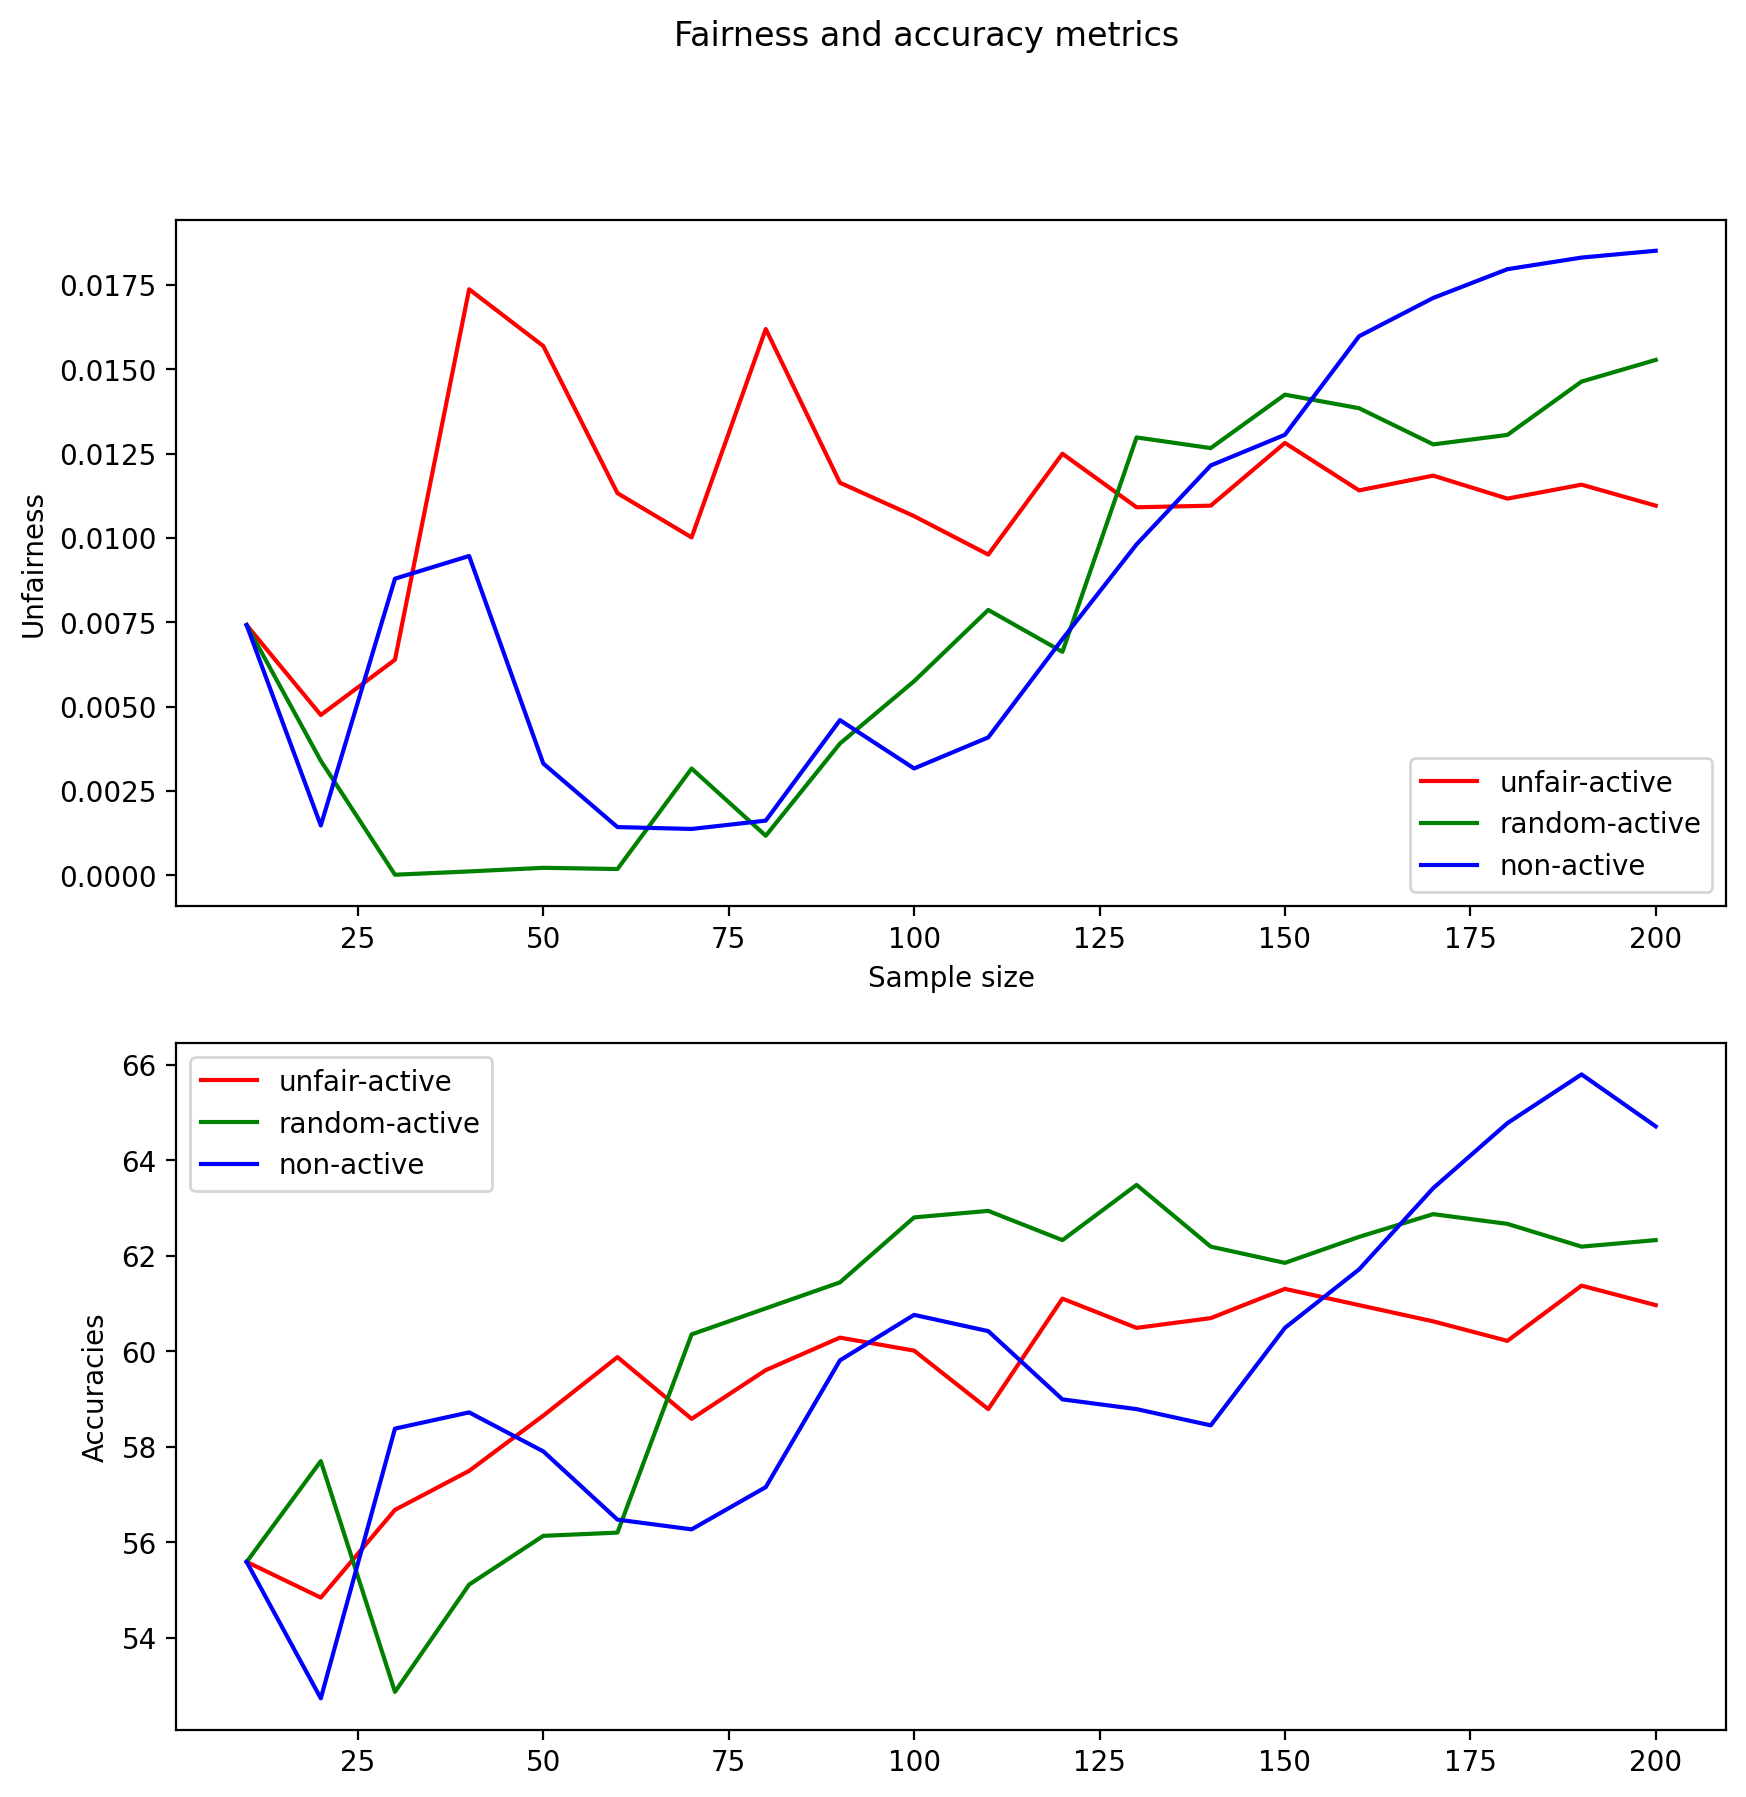 Fairness and accuracy metrics
0.0175
0.0150
0.0125
0.0100
0.0075
0.0050
0.0025
0.0000
Unfairness
unfair-active
random-active
non-active
25 50 75 100 125 150 175 200
Sample size
66
64
62
60
58
56
54
Accuracies
unfair-active
random-active
non-active
25 50 75 100 125 150 175 200